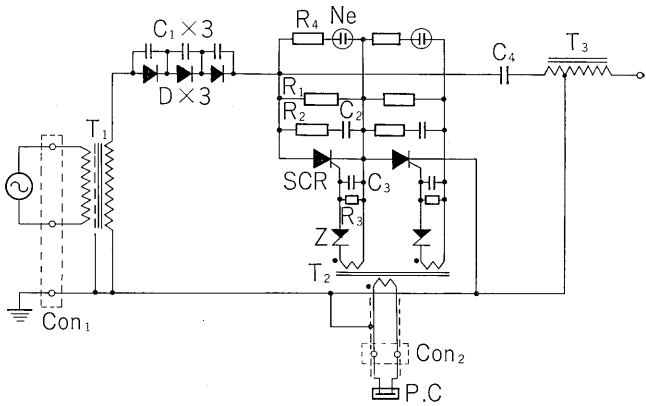 R₄ Ne
C₁×3
C₄
T₃
D×3
R₁
R₂ C₂
T₁
SCR
C₃
R₃
Z
T₂
Con₁
Con₂
P.C